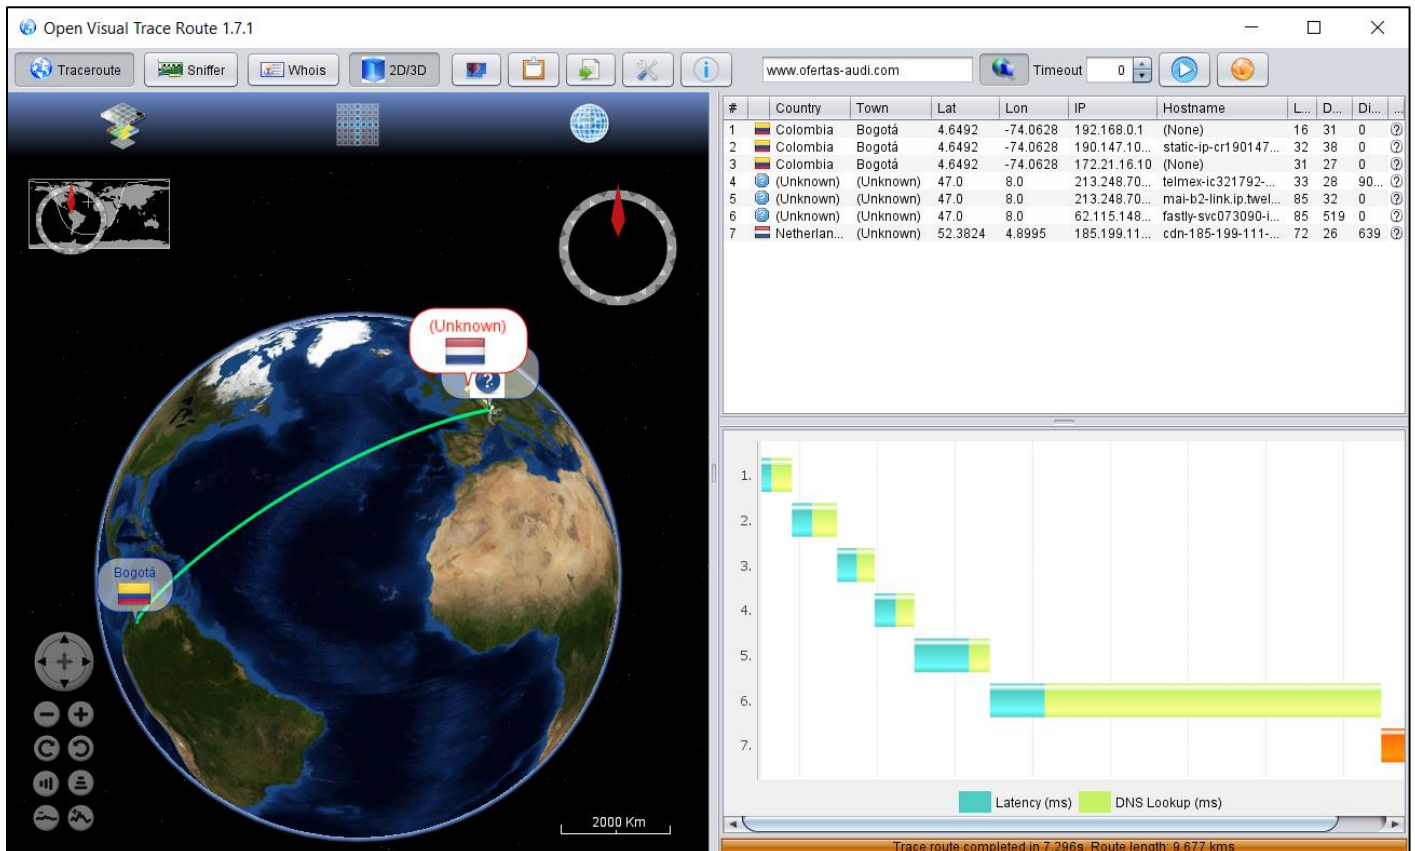 Open Visual Trace Route 1.7.1
Traceroute Sniffer Whois 2D/3D www.ofertas-audi.com Timeout 0
# Country Town Lat Lon IP Hostname L... D... Di... ...
1 Colombia Bogotá 4.6492 -74.0628 192.168.0.1 (None) 16 31 0
2 Colombia Bogotá 4.6492 -74.0628 190.147.10... static-ip-cr190147... 32 38 0
3 Colombia Bogotá 4.6492 -74.0628 172.21.16.10 (None) 31 27 0
4 (Unknown) (Unknown) 47.0 8.0 213.248.70... telmex-ic321792-... 33 28 90...
5 (Unknown) (Unknown) 47.0 8.0 213.248.70... mai-b2-link.ip.twel... 85 32 0
6 (Unknown) (Unknown) 47.0 8.0 62.115.148... fastly-svc073090-i... 85 519 0
7 Netherlan... (Unknown) 52.3824 4.8995 185.199.11... cdn-185-199-111-... 72 26 639
(Unknown)
Bogotá
2000 Km
1.
2.
3.
4.
5.
6.
7.
Latency (ms) DNS Lookup (ms)
Trace route completed in 7.296s. Route length: 9.677 kms